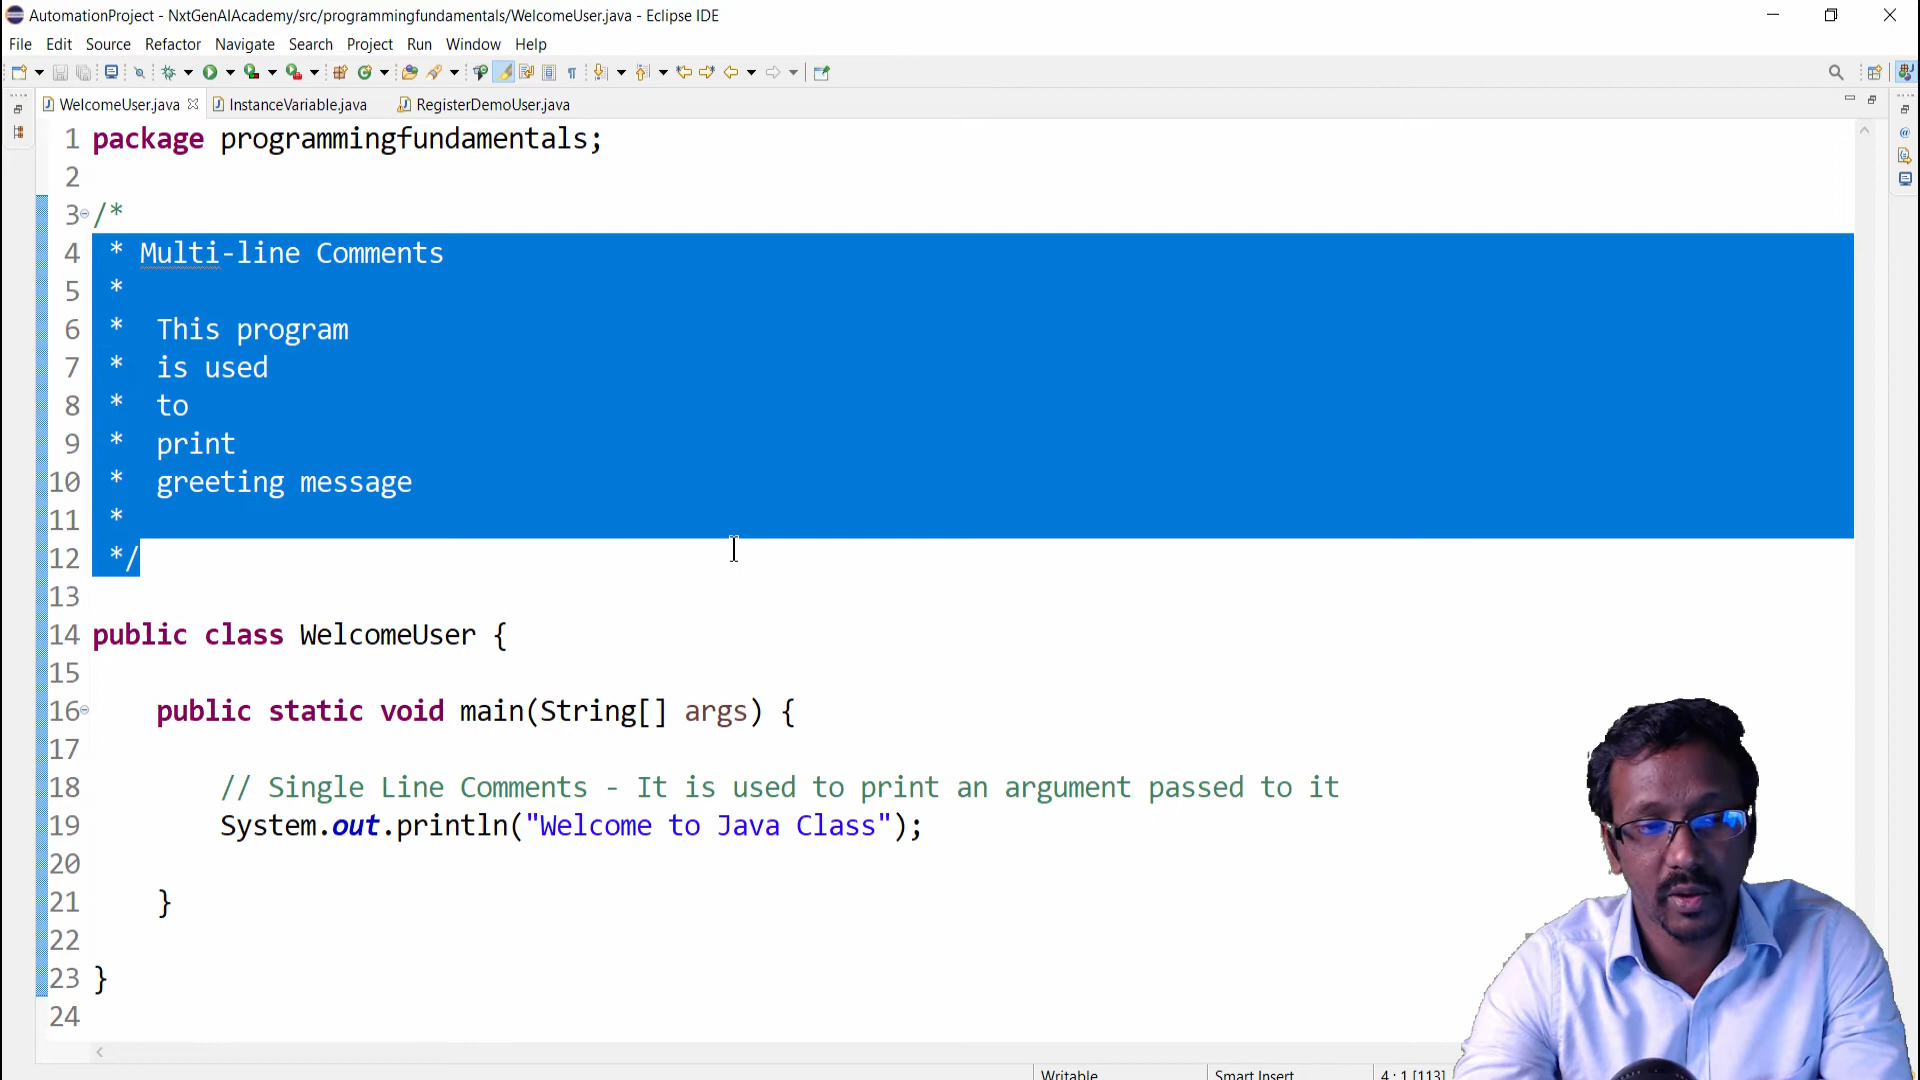 AutomationProject - NxtGenAIAcademy/src/programmingfundamentals/WelcomeUser.java - Eclipse IDE
File Edit Source Refactor Navigate Search Project Run Window Help
WelcomeUser.java InstanceVariable.java RegisterDemoUser.java
1 package programmingfundamentals;
2
3 /*
4 * Multi-line Comments
5 *
6 * This program
7 * is used
8 * to
9 * print
10 * greeting message
11 *
12 */
13
14 public class WelcomeUser {
15
16 public static void main(String[] args) {
17
18 // Single Line Comments - It is used to print an argument passed to it
19 System.out.println("Welcome to Java Class");
20
21 }
22
23 }
24
Writable Smart Insert 4 : 1 [113]